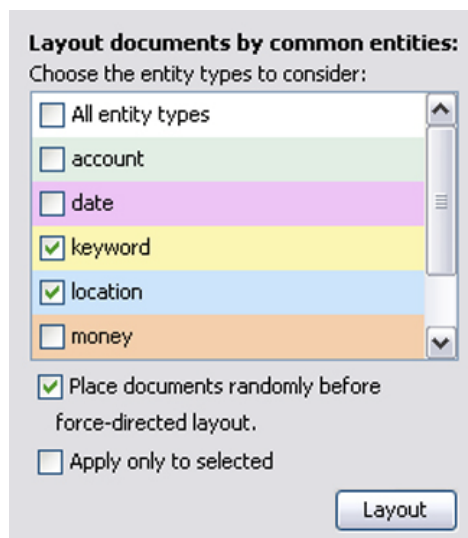 Layout documents by common entities:
Choose the entity types to consider:
All entity types
account
date
keyword
location
money
Place documents randomly before
force-directed layout.
Apply only to selected
Layout